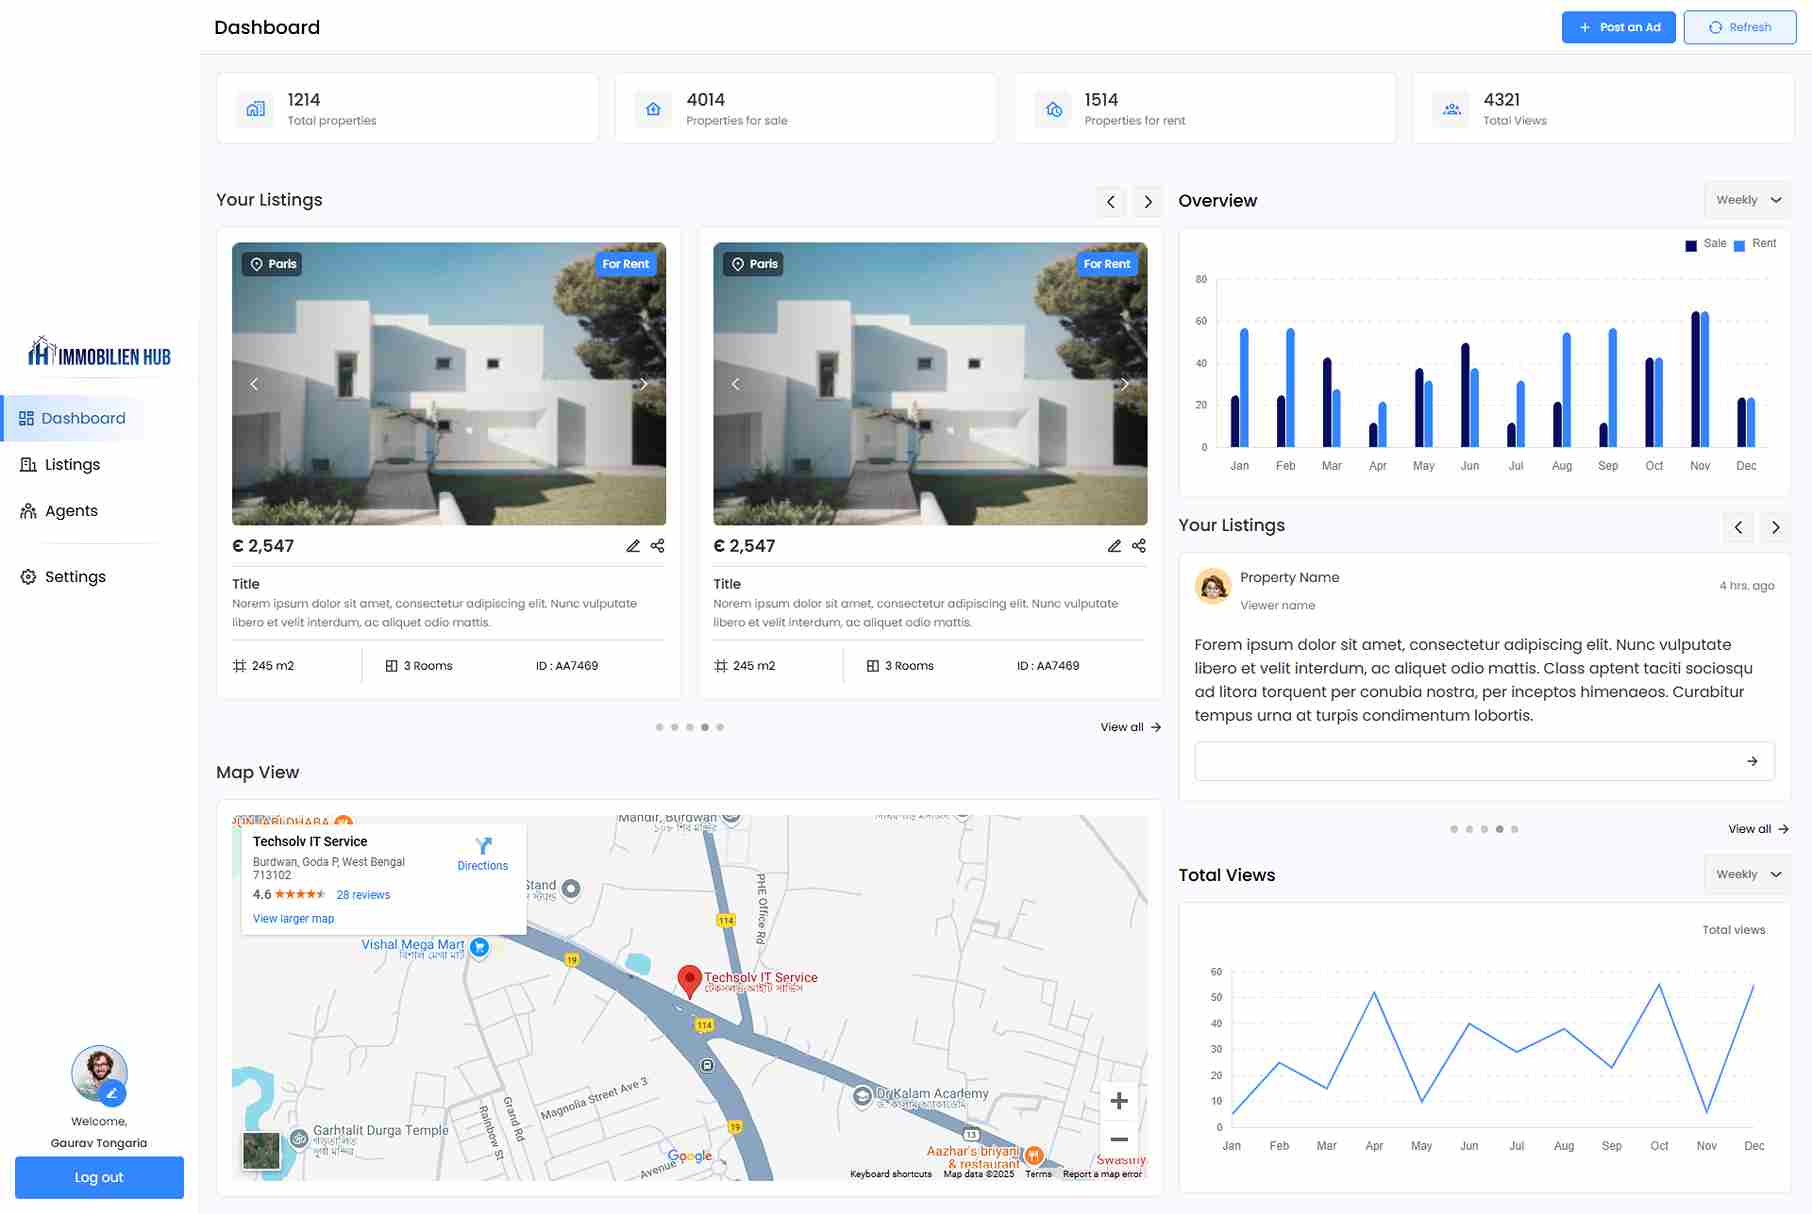 Dashboard
Post an Ad
Refresh
1214
Total properties
4014
Properties for sale
1514
Properties for rent
4321
Total Views
IMMOBILIEN HUB
Dashboard
Listings
Agents
Settings
Welcome,
Gaurav Tongaria
Log out
Your Listings
Paris
For Rent
€ 2,547
Title
Norem ipsum dolor sit amet, consectetur adipiscing elit. Nunc vulputate
libero et velit interdum, ac aliquet odio mattis.
245 m2
3 Rooms
ID : AA7469
Paris
For Rent
€ 2,547
Title
Norem ipsum dolor sit amet, consectetur adipiscing elit. Nunc vulputate
libero et velit interdum, ac aliquet odio mattis.
245 m2
3 Rooms
ID : AA7469
View all
Map View
PUNJABI DHABA
Techsolv IT Service
Burdwan, Goda P, West Bengal
713102
Directions
4.6
28 reviews
View larger map
Mandir, Burdwan
Stand
PHE Office Rd
114
Vishal Mega Mart
বিশাল মেগা মার্ট
19
Techsolv IT Service
টেকসলভ আইটি সার্ভিস
114
Magnolia Street Ave 3
Grand Rd
Rainbow St
Dr Kalam Academy
Garhtalit Durga Temple
19
13
Aazhar's briyani
& restaurant
Avenue
Google
Swasthy
Keyboard shortcuts
Map data ©2025
Terms
Report a map error
Overview
Weekly
Sale
Rent
80
60
40
20
0
Jan
Feb
Mar
Apr
May
Jun
Jul
Aug
Sep
Oct
Nov
Dec
Your Listings
Property Name
4 hrs. ago
Viewer name
Forem ipsum dolor sit amet, consectetur adipiscing elit. Nunc vulputate
libero et velit interdum, ac aliquet odio mattis. Class aptent taciti sociosqu
ad litora torquent per conubia nostra, per inceptos himenaeos. Curabitur
tempus urna at turpis condimentum lobortis.
View all
Total Views
Weekly
Total views
60
50
40
30
20
10
0
Jan
Feb
Mar
Apr
May
Jun
Jul
Aug
Sep
Oct
Nov
Dec